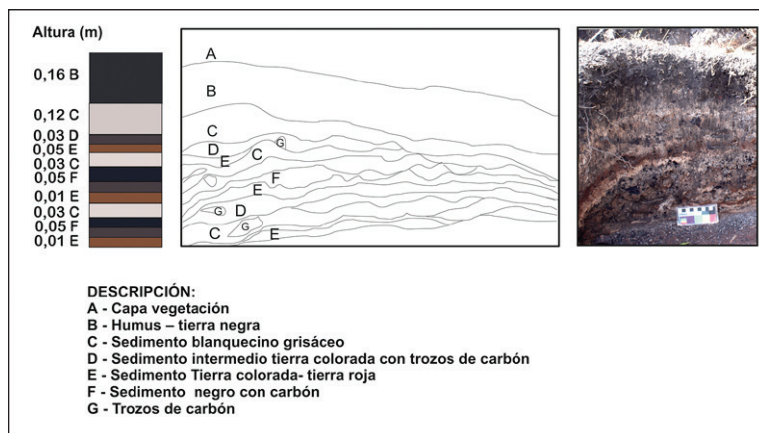 Altura (m)
0,16 B
0,12 C
0,03 D
0,05 E
0,03 C
0,05 F
0,01 E
0,03 C
0,05 F
0,01 E
A
B
C
G
D
C
E
F
E
G
D
G
C
E
DESCRIPCIÓN:
A - Capa vegetación
B - Humus – tierra negra
C - Sedimento blanquecino grisáceo
D - Sedimento intermedio tierra colorada con trozos de carbón
E - Sedimento Tierra colorada- tierra roja
F - Sedimento negro con carbón
G - Trozos de carbón